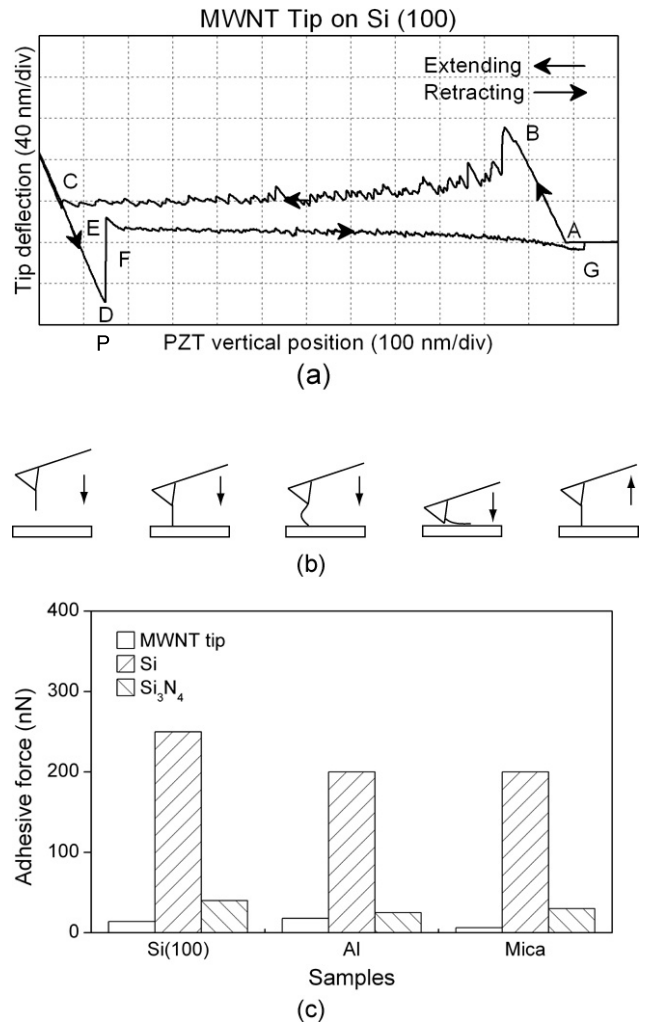 MWNT Tip on Si (100)
Extending
Retracting
Tip deflection (40 nm/div)
A
B
C
D
E
F
G
P
PZT vertical position (100 nm/div)
(a)
(b)
400
300
200
100
0
Adhesive force (nN)
MWNT tip
Si
Si₃N₄
Si(100) Al Mica
Samples
(c)